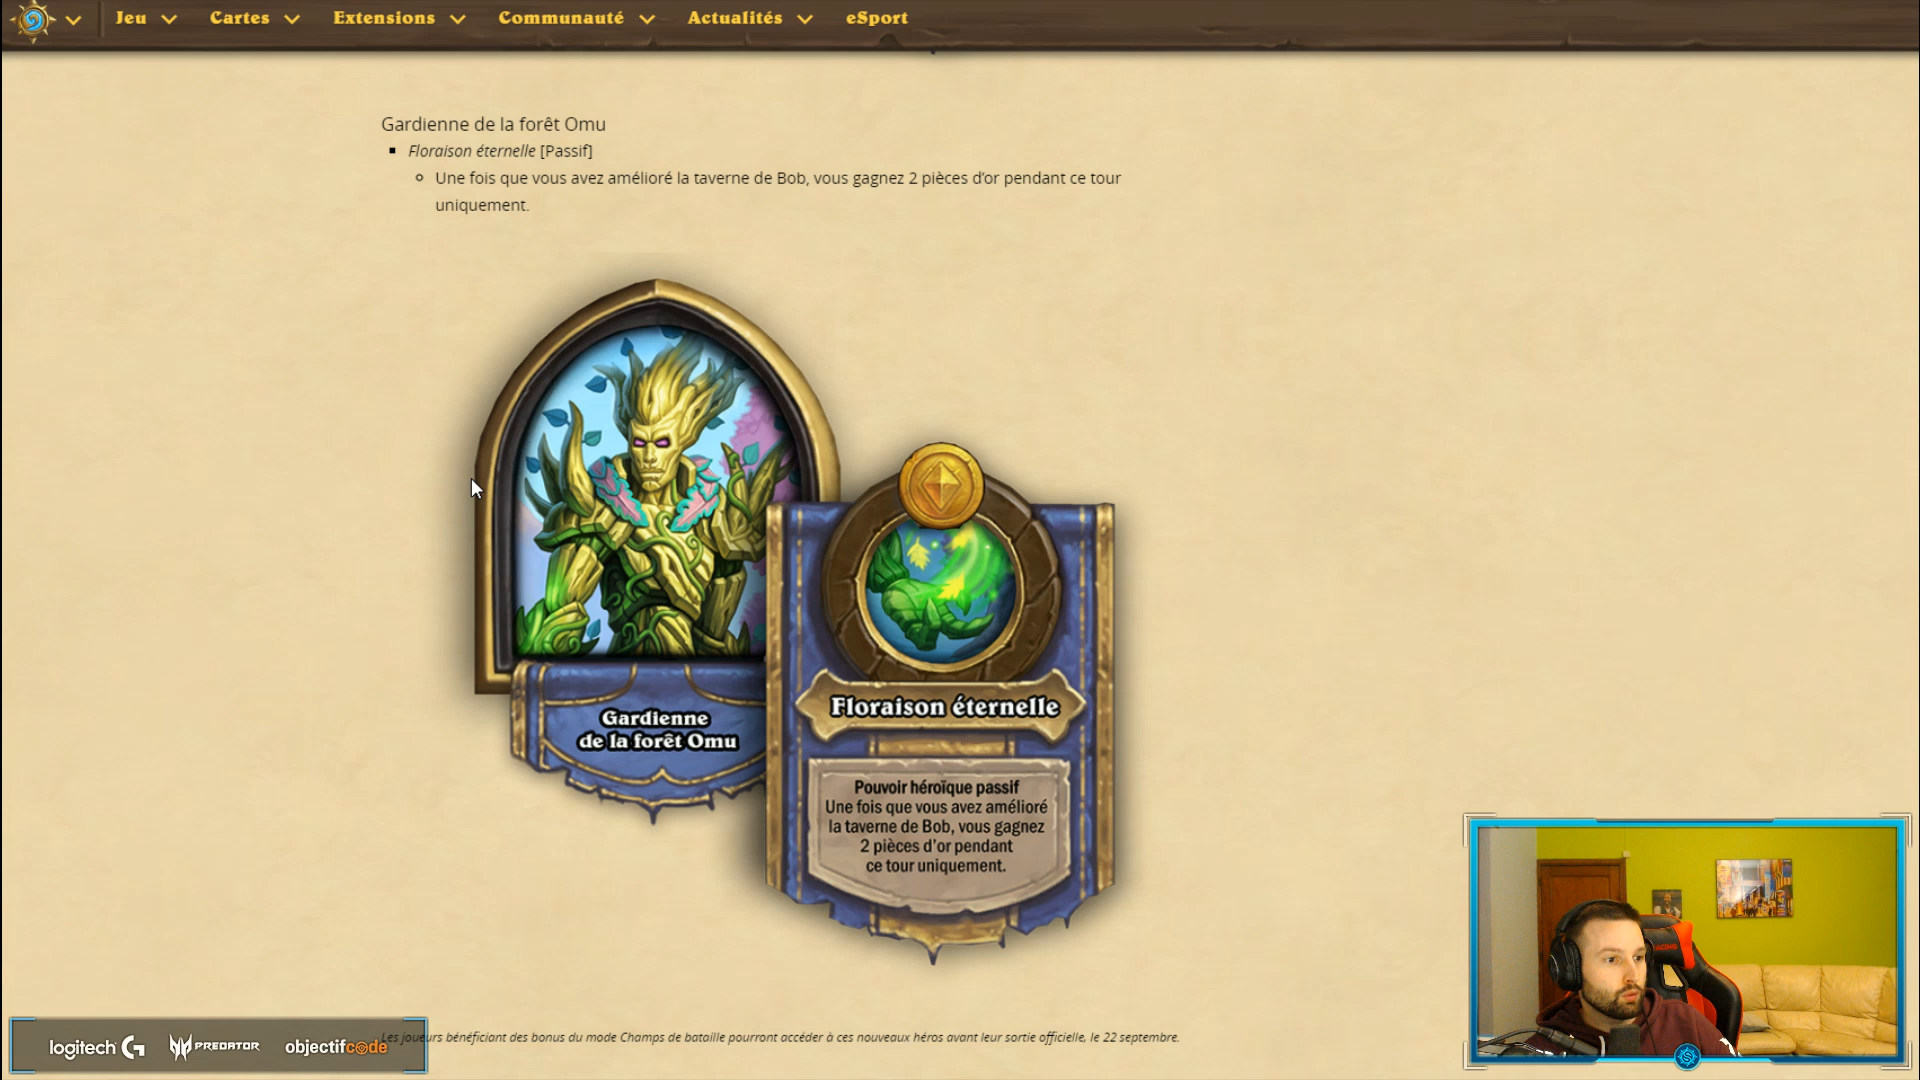 Jeu Cartes Extensions Communauté Actualités eSport
Gardienne de la forêt Omu
Floraison éternelle [Passif]
Une fois que vous avez amélioré la taverne de Bob, vous gagnez 2 pièces d'or pendant ce tour
uniquement.
Gardienne
de la forêt Omu
Floraison éternelle
Pouvoir héroïque passif
Une fois que vous avez amélioré
la taverne de Bob, vous gagnez
2 pièces d'or pendant
ce tour uniquement.
Les joueurs bénéficiant des bonus du mode Champs de bataille pourront accéder à ces nouveaux héros avant leur sortie officielle, le 22 septembre.
logitech G PREDATOR objectifcode